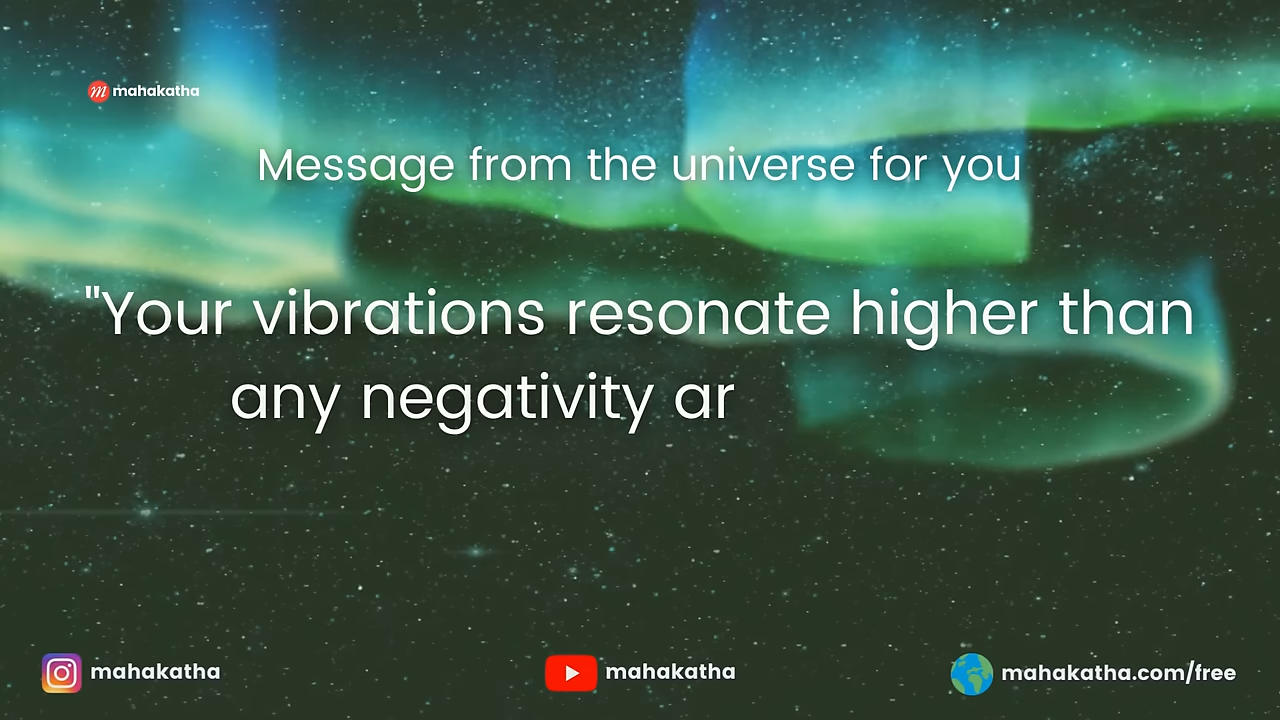 mahakatha
Message from the universe for you
"Your vibrations resonate higher than
any negativity ar
mahakatha
mahakatha
mahakatha.com/free